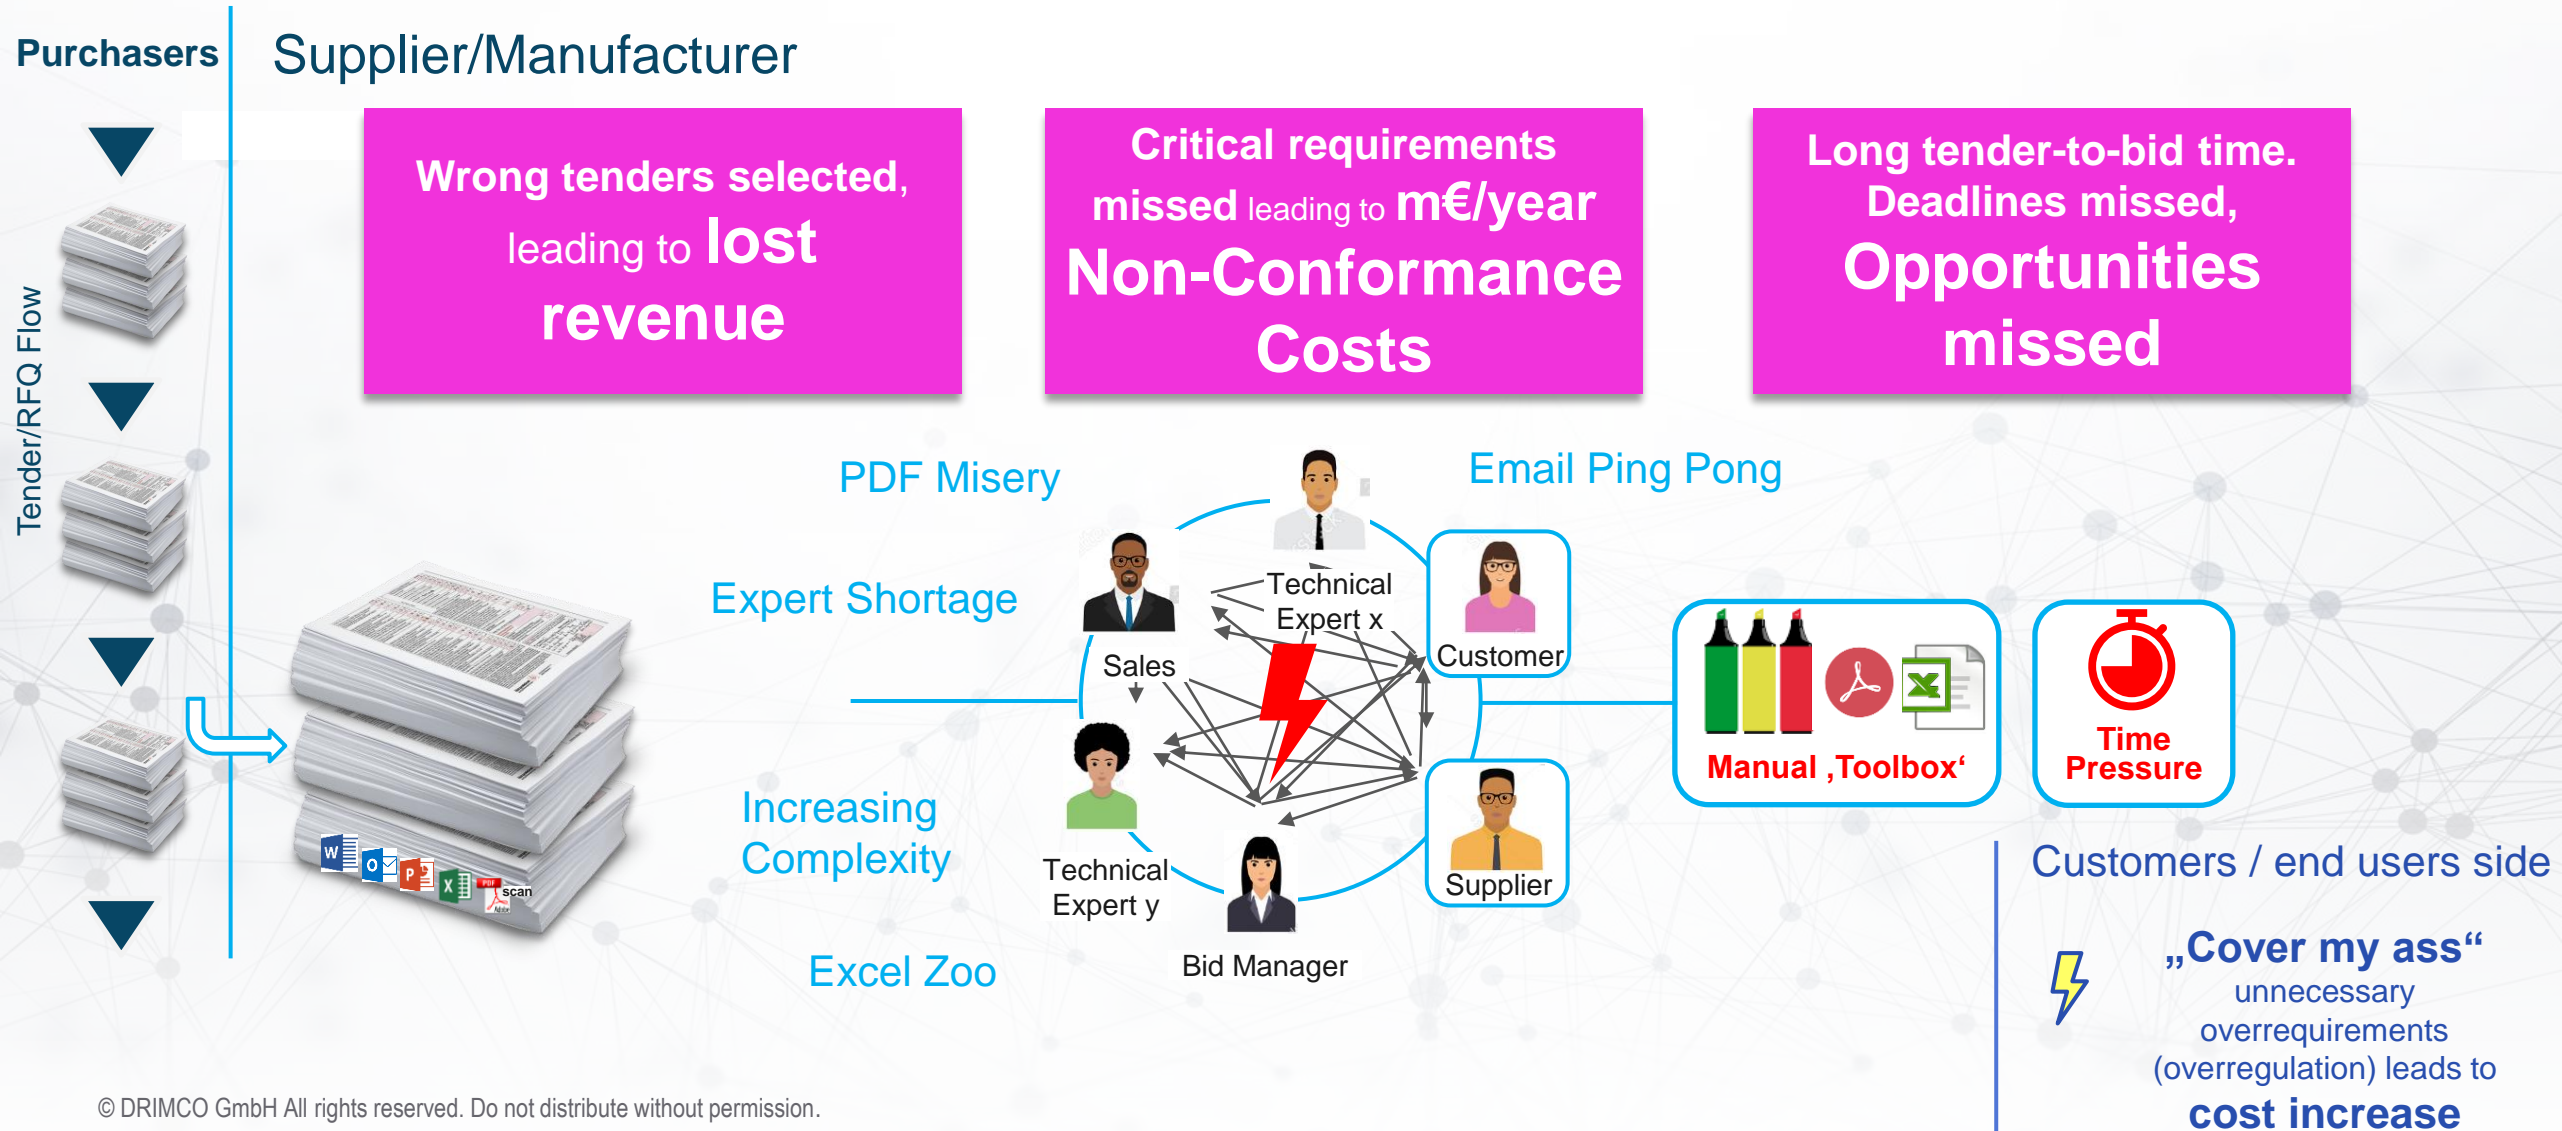 Purchasers
Supplier/Manufacturer
Tender/RFQ Flow
Wrong tenders selected,
leading to lost
revenue
Critical requirements
missed leading to m€/year
Non-Conformance
Costs
Long tender-to-bid time.
Deadlines missed,
Opportunities
missed
PDF Misery
Email Ping Pong
Expert Shortage
Increasing
Complexity
Excel Zoo
Technical
Expert x
Sales
Customer
Technical
Expert y
Supplier
Bid Manager
scan
Manual ‚Toolbox‘
Time
Pressure
Customers / end users side
„Cover my ass“
unnecessary
overrequirements
(overregulation) leads to
cost increase
© DRIMCO GmbH All rights reserved. Do not distribute without permission.